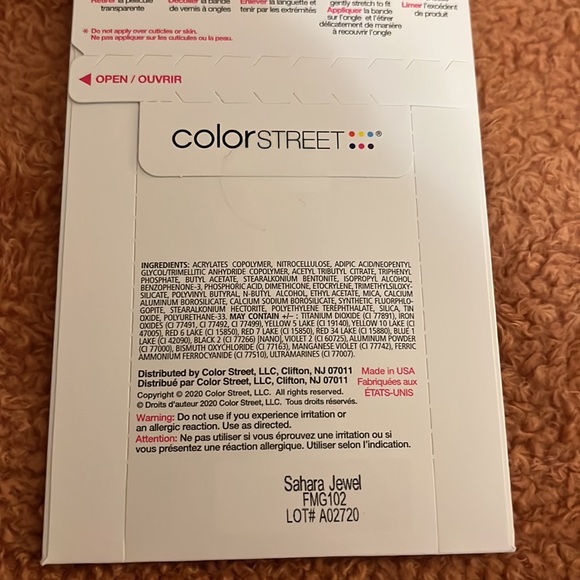 Retirer la pellicule
transparente
Décoller la bande
de vernis à ongles
Enlever la languette et
tenir par les extrémités
gently stretch to fit
Appliquer la bande
sur l'ongle et l'étirer
délicatement de manière
à recouvrir l'ongle
Limer l'excédent
de produit
Do not apply over cuticles or skin.
Ne pas appliquer sur les cuticules ou la peau.
OPEN / OUVRIR
colorSTREET®
INGREDIENTS: ACRYLATES COPOLYMER, NITROCELLULOSE, ADIPIC ACID/NEOPENTYL
GLYCOL/TRIMELLITIC ANHYDRIDE COPOLYMER, ACETYL TRIBUTYL CITRATE, TRIPHENYL
PHOSPHATE, BUTYL ACETATE, STEARALKONIUM BENTONITE, ISOPROPYL ALCOHOL,
BENZOPHENONE-3, PHOSPHORIC ACID, DIMETHICONE, ETOCRYLENE, TRIMETHYLSILOXY-
SILICATE, POLYVINYL BUTYRAL, N-BUTYL ALCOHOL, ETHYL ACETATE, MICA, CALCIUM
ALUMINUM BOROSILICATE, CALCIUM SODIUM BOROSILICATE, SYNTHETIC FLUORPHLO-
GOPITE, STEARALKONIUM HECTORITE, POLYETHYLENE TEREPHTHALATE, SILICA, TIN
OXIDE, POLYURETHANE-33. MAY CONTAIN +/- : TITANIUM DIOXIDE (CI 77891), IRON
OXIDES (CI 77491, CI 77492, CI 77499), YELLOW 5 LAKE (CI 19140), YELLOW 10 LAKE (CI
47005), RED 6 LAKE (CI 15850), RED 7 LAKE (CI 15850), RED 34 LAKE (CI 15880), BLUE 1
LAKE (CI 42090), BLACK 2 (CI 77266) [NANO], VIOLET 2 (CI 60725), ALUMINUM POWDER
(CI 77000), BISMUTH OXYCHLORIDE (CI 77163), MANGANESE VIOLET (CI 77742), FERRIC
AMMONIUM FERROCYANIDE (CI 77510), ULTRAMARINES (CI 77007).
Distributed by Color Street, LLC, Clifton, NJ 07011
Distribué par Color Street, LLC, Clifton, NJ 07011
Copyright © 2020 Color Street, LLC. All rights reserved.
© Droits d'auteur 2020 Color Street, LLC. Tous droits réservés.
Made in USA
Fabriquées aux
ÉTATS-UNIS
Warning: Do not use if you experience irritation or
an allergic reaction. Use as directed.
Attention: Ne pas utiliser si vous éprouvez une irritation ou si
vous présentez une réaction allergique. Utiliser selon l'indication.
Sahara Jewel
FMG102
LOT# A02720